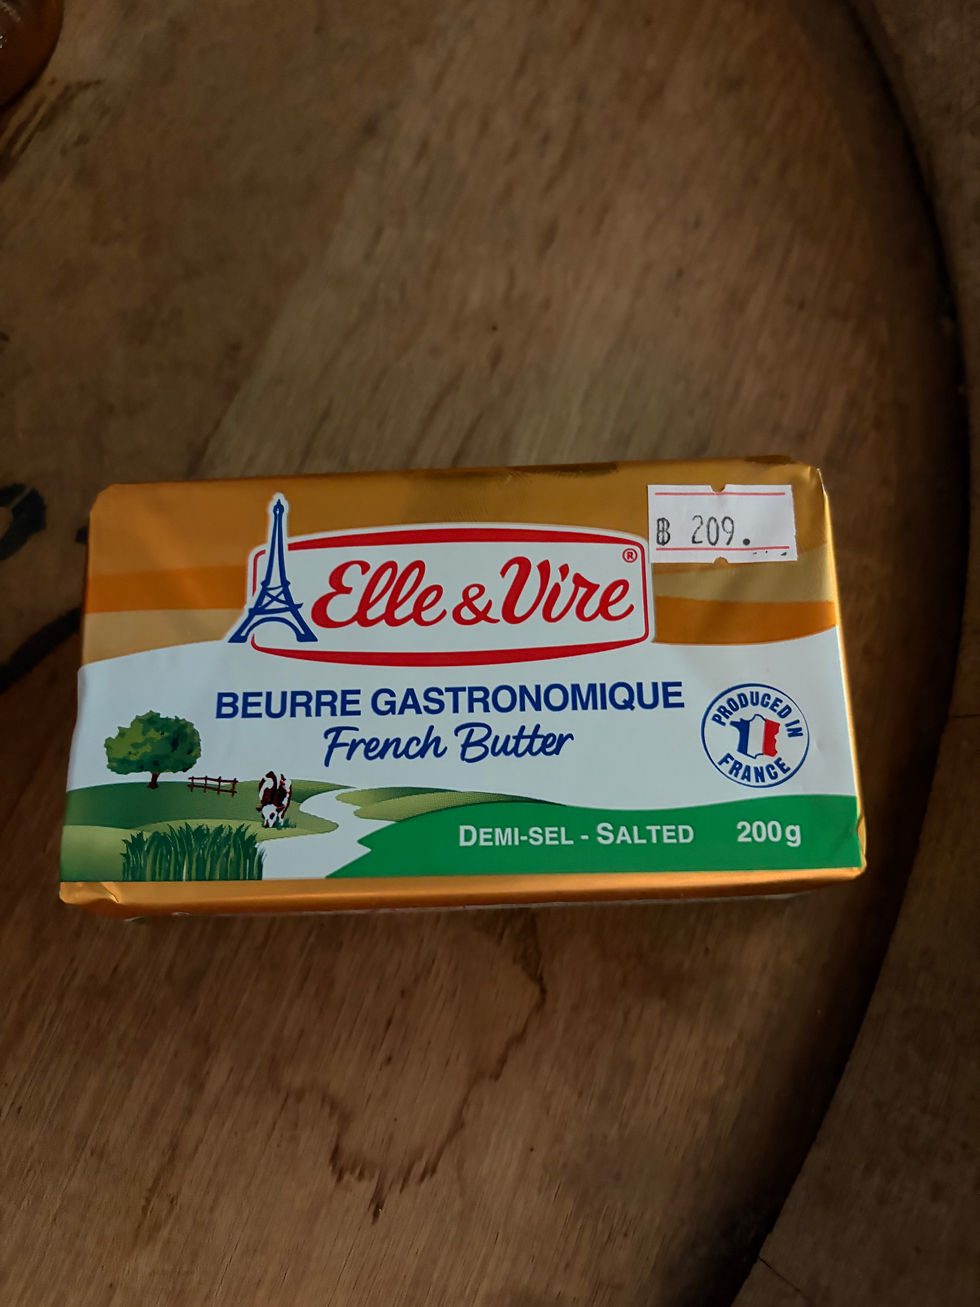 ฿ 209.
Elle & Vire ®
BEURRE GASTRONOMIQUE
French Butter
PRODUCED IN FRANCE
DEMI-SEL - SALTED 200g